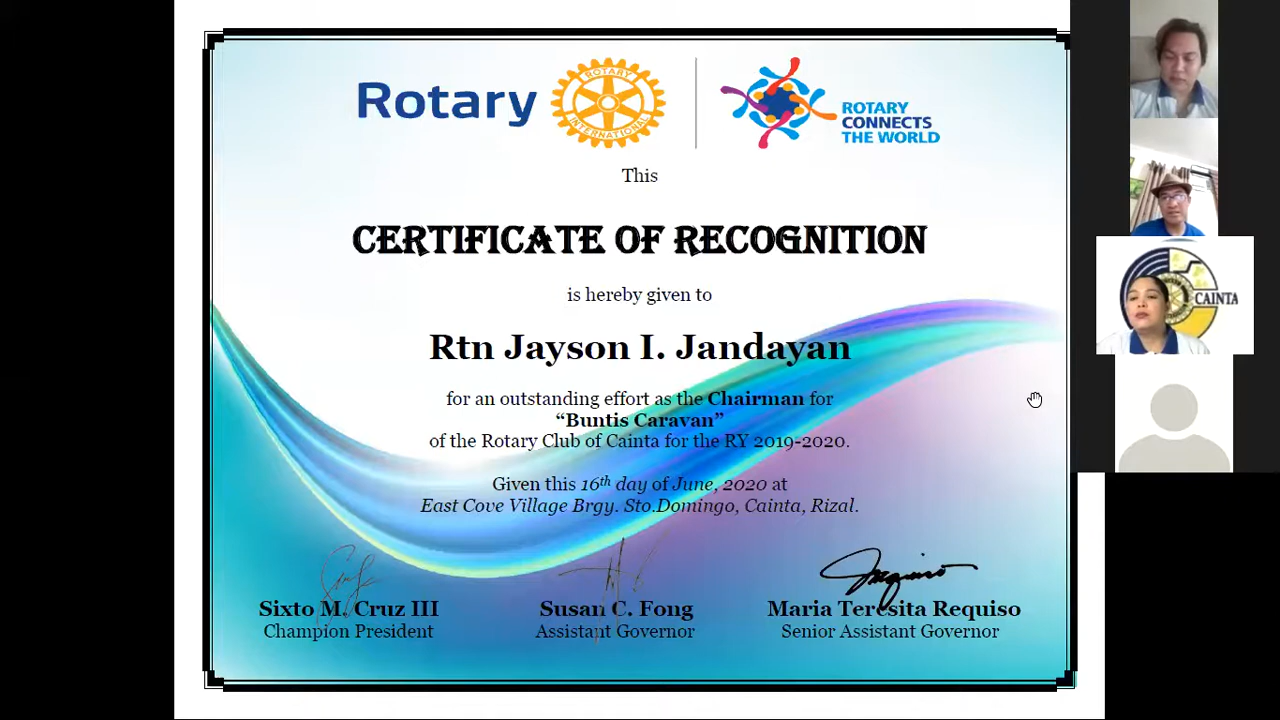 Rotary
ROTARY
INTERNATIONAL
ROTARY
CONNECTS
THE WORLD
This
CERTIFICATE OF RECOGNITION
is hereby given to
Rtn Jayson I. Jandayan
for an outstanding effort as the Chairman for
“Buntis Caravan”
of the Rotary Club of Cainta for the RY 2019-2020.
Given this 16th day of June, 2020 at
East Cove Village Brgy. Sto.Domingo, Cainta, Rizal.
Sixto M. Cruz III
Champion President
Susan C. Fong
Assistant Governor
Maria Teresita Requiso
Senior Assistant Governor
CAINTA